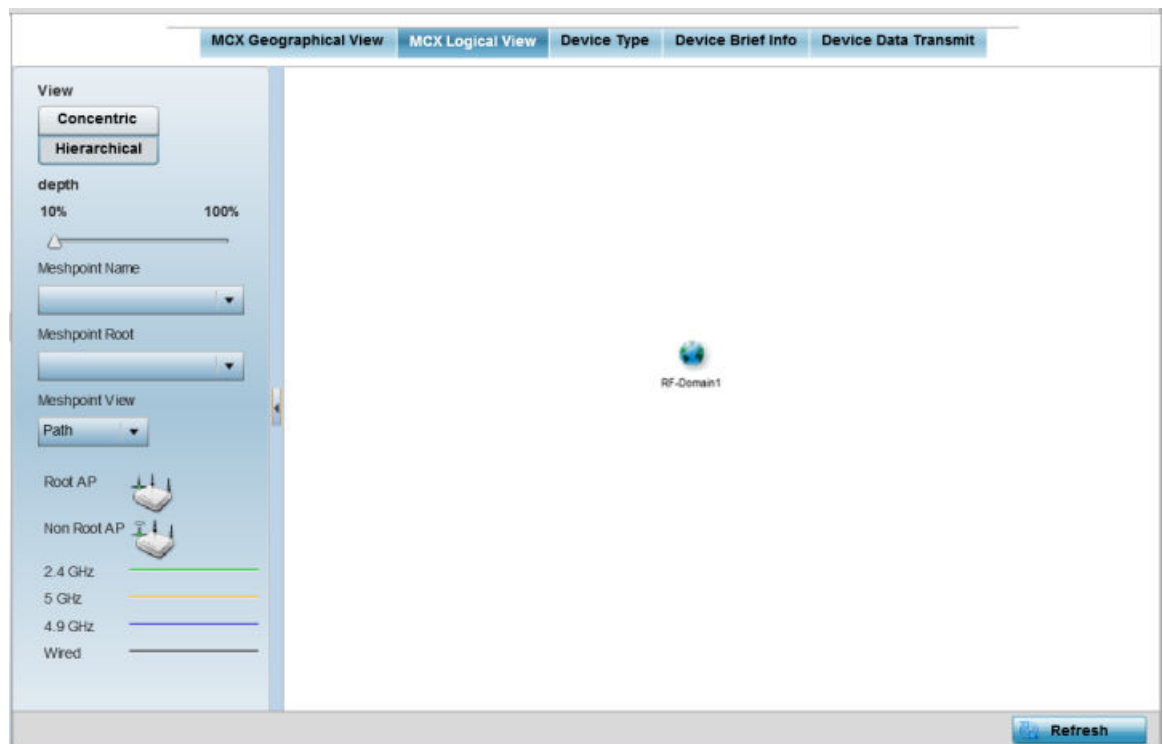 MCX Geographical View MCX Logical View Device Type Device Brief Info Device Data Transmit
View
Concentric
Hierarchical
depth
10% 100%
Meshpoint Name
Meshpoint Root
Meshpoint View
Path
Root AP
Non Root AP
2.4 GHz
5 GHz
4.9 GHz
Wired
RF-Domain1
Refresh